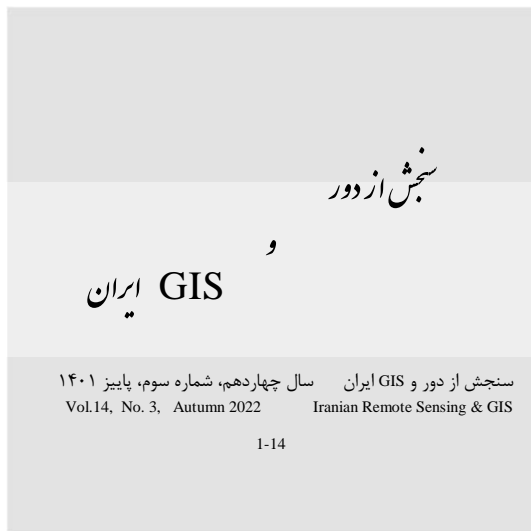 سنجش از دور
و
GIS ایران
سنجش از دور و GIS ایران سال چهاردهم، شماره سوم، پاییز ۱۴۰۱
Vol.14, No. 3, Autumn 2022 Iranian Remote Sensing & GIS
1-14